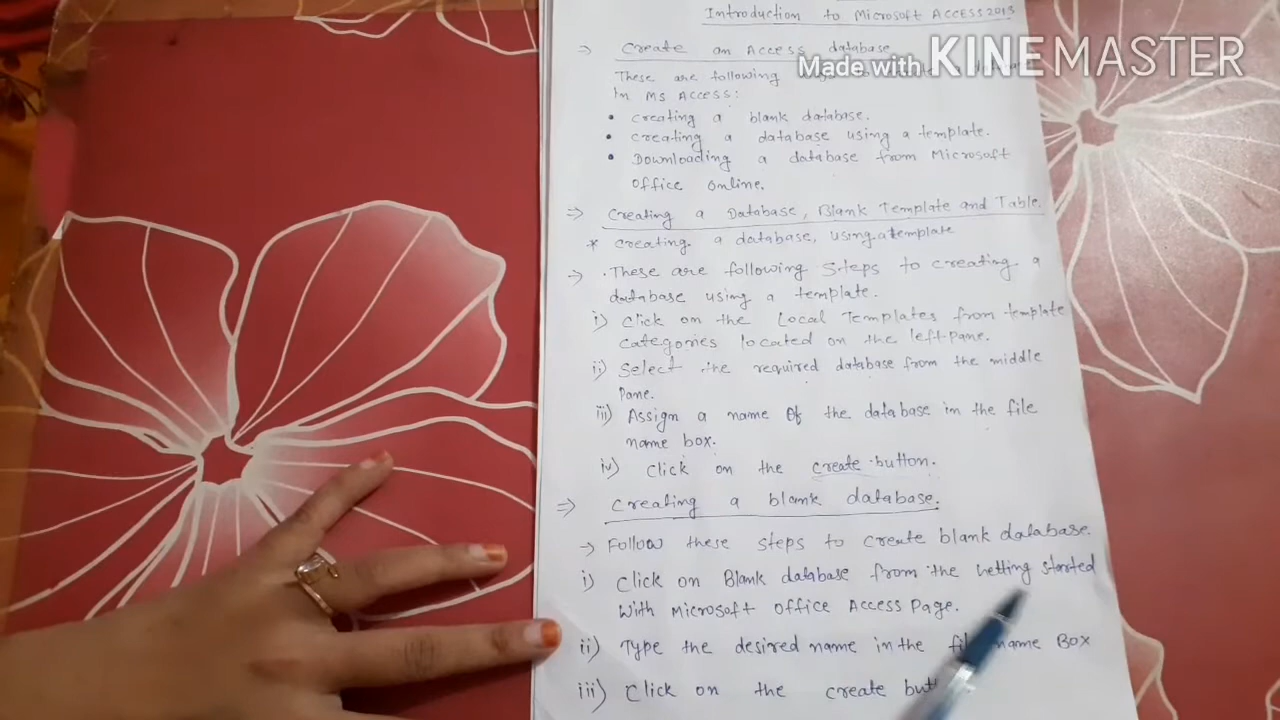 Introduction to Microsoft ACCESS 2013
Made with KINEMASTER
=> Create an Access database
These are following
In MS Access:
• creating a blank database.
• creating a database using a template.
• Downloading a database from Microsoft
office online.
=> Creating a Database, Blank Template and Table.
* Creating a database, using a template
=> .These are following steps to creating a
database using a template.
i) Click on the Local Templates from template
categories located on the left-Pane.
ii) Select the required database from the middle
Pane.
iii) Assign a name of the database in the file
name box.
iv) Click on the create button.
=> Creating a blank database.
-> Follow these steps to create blank database.
i) Click on Blank database from the Getting started
with Microsoft office Access Page.
ii) Type the desired name in the file name Box
iii) Click on the create